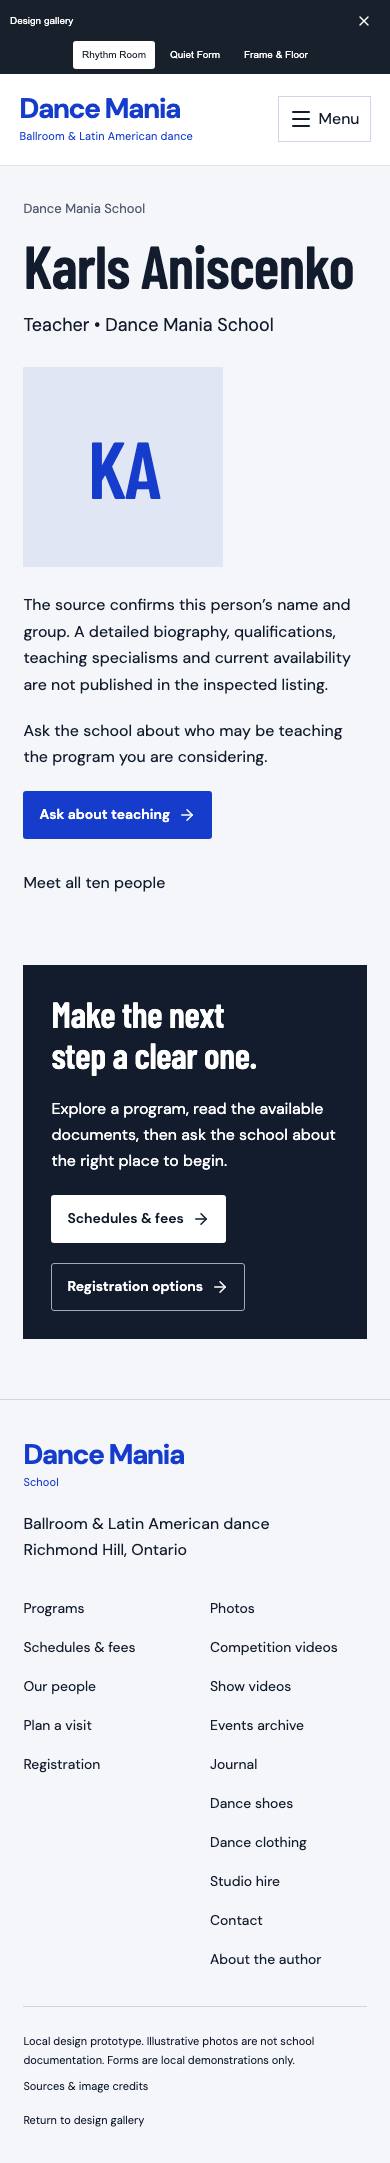 Design gallery
Rhythm Room Quiet Form Frame & Floor
Dance Mania
Ballroom & Latin American dance
Menu
Dance Mania School
Karls Aniscenko
Teacher • Dance Mania School
KA
The source confirms this person’s name and
group. A detailed biography, qualifications,
teaching specialisms and current availability
are not published in the inspected listing.
Ask the school about who may be teaching
the program you are considering.
Ask about teaching →
Meet all ten people
Make the next
step a clear one.
Explore a program, read the available
documents, then ask the school about
the right place to begin.
Schedules & fees →
Registration options →
Dance Mania
School
Ballroom & Latin American dance
Richmond Hill, Ontario
Programs
Schedules & fees
Our people
Plan a visit
Registration
Photos
Competition videos
Show videos
Events archive
Journal
Dance shoes
Dance clothing
Studio hire
Contact
About the author
Local design prototype. Illustrative photos are not school
documentation. Forms are local demonstrations only.
Sources & image credits
Return to design gallery